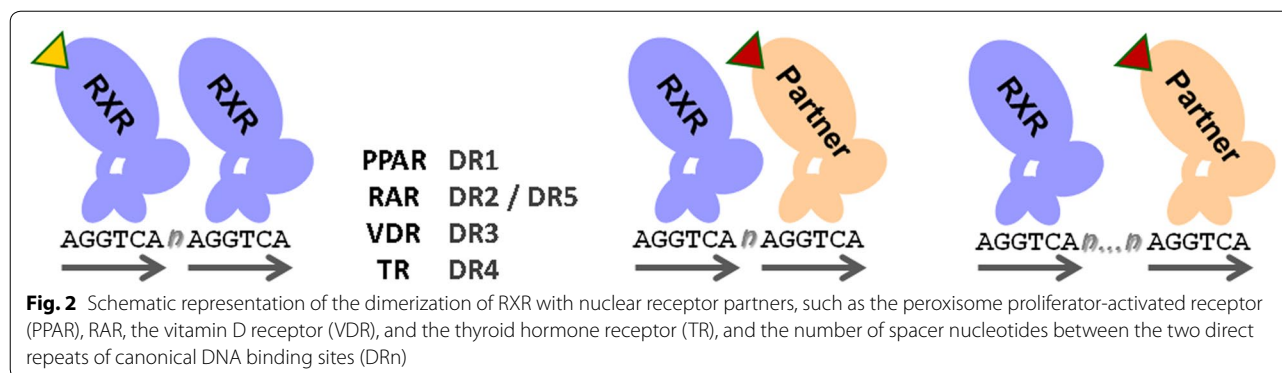 RXR RXR
AGGTCA n AGGTCA
PPAR DR1
RAR DR2 / DR5
VDR DR3
TR DR4
RXR Partner
AGGTCA n AGGTCA
RXR Partner
AGGTCA n...n AGGTCA
Fig. 2 Schematic representation of the dimerization of RXR with nuclear receptor partners, such as the peroxisome proliferator-activated receptor
(PPAR), RAR, the vitamin D receptor (VDR), and the thyroid hormone receptor (TR), and the number of spacer nucleotides between the two direct
repeats of canonical DNA binding sites (DRn)